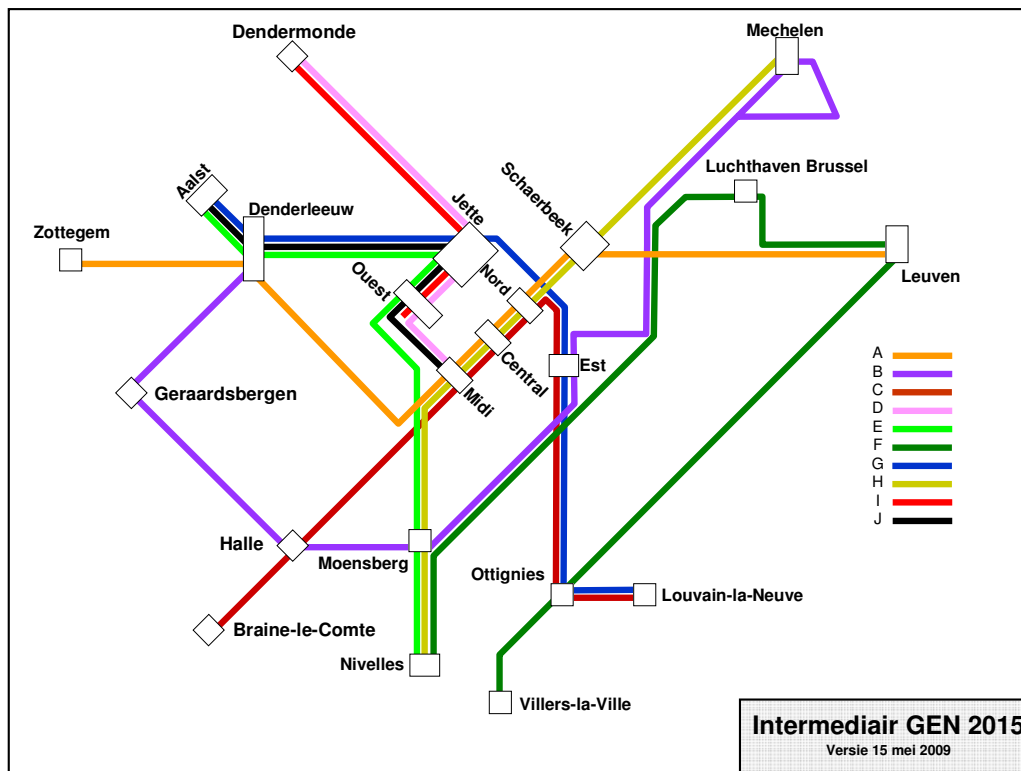 Dendermonde
Mechelen
Schaerbeek
Luchthaven Brussel
Aalst
Jette
Denderleeuw
Zottegem
Ouest
Nord
Leuven
Central
Est
A
B
C
D
E
F
G
H
I
J
Geraardsbergen
Midi
Halle
Moensberg
Ottignies
Louvain-la-Neuve
Braine-le-Comte
Nivelles
Villers-la-Ville
Intermediair GEN 2015
Versie 15 mei 2009